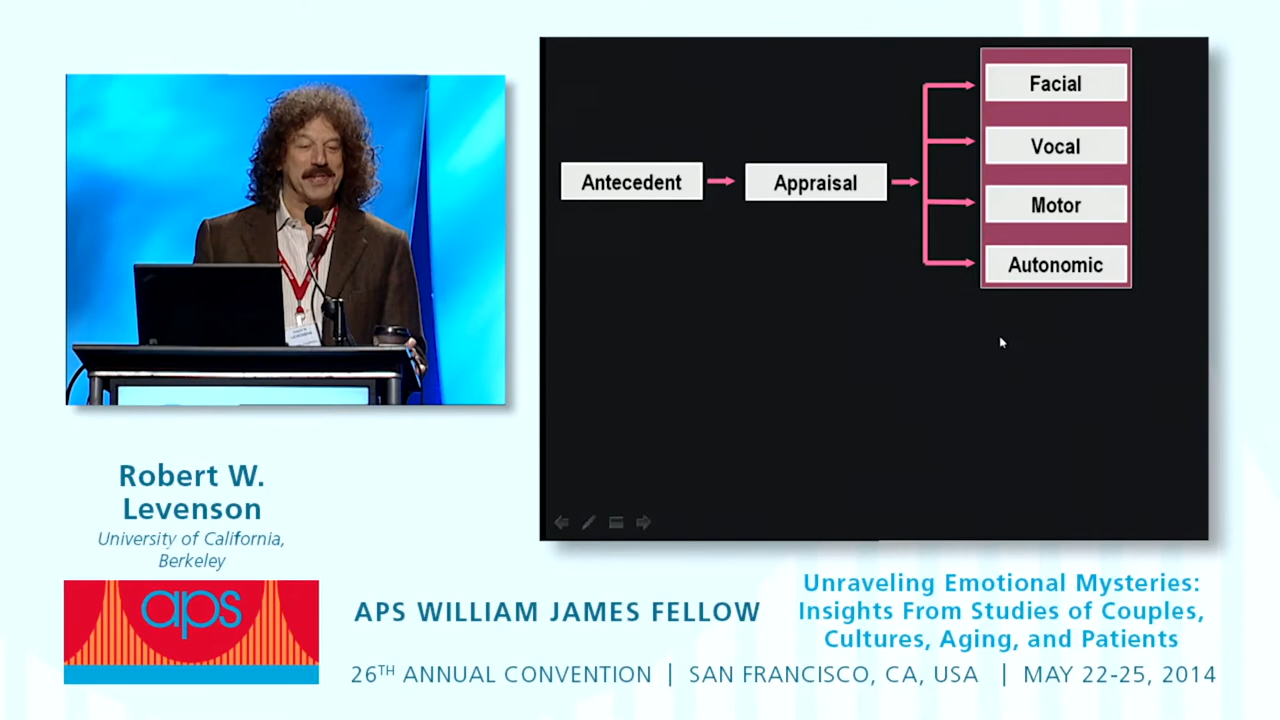 Antecedent
Appraisal
Facial
Vocal
Motor
Autonomic
Robert W.
Levenson
University of California,
Berkeley
aps
APS WILLIAM JAMES FELLOW
Unraveling Emotional Mysteries:
Insights From Studies of Couples,
Cultures, Aging, and Patients
26TH ANNUAL CONVENTION | SAN FRANCISCO, CA, USA | MAY 22-25, 2014